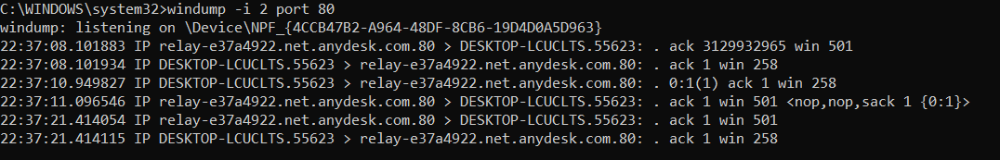 C:\WINDOWS\system32>windump -i 2 port 80
windump: listening on \Device\NPF_{4CCB47B2-A964-48DF-8CB6-19D4D0A5D963}
22:37:08.101883 IP relay-e37a4922.net.anydesk.com.80 > DESKTOP-LCUCLTS.55623: . ack 3129932965 win 501
22:37:08.101934 IP DESKTOP-LCUCLTS.55623 > relay-e37a4922.net.anydesk.com.80: . ack 1 win 258
22:37:10.949827 IP DESKTOP-LCUCLTS.55623 > relay-e37a4922.net.anydesk.com.80: . 0:1(1) ack 1 win 258
22:37:11.096546 IP relay-e37a4922.net.anydesk.com.80 > DESKTOP-LCUCLTS.55623: . ack 1 win 501 <nop,nop,sack 1 {0:1}>
22:37:21.414054 IP relay-e37a4922.net.anydesk.com.80 > DESKTOP-LCUCLTS.55623: . ack 1 win 501
22:37:21.414115 IP DESKTOP-LCUCLTS.55623 > relay-e37a4922.net.anydesk.com.80: . ack 1 win 258